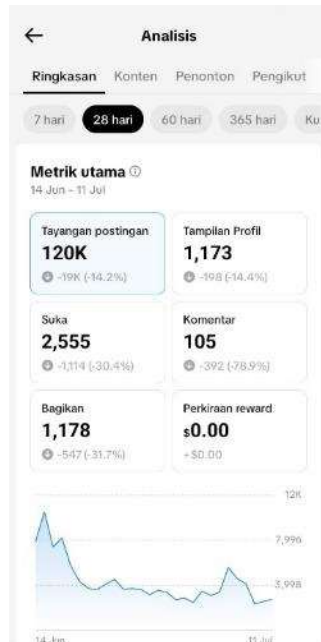 Analisis
Ringkasan Konten Penonton Pengikut
7 hari 28 hari 60 hari 365 hari Ku
Metrik utama
14 Jun - 11 Jul
Tayangan postingan
120K
-19K (-14.2%)
Tampilan Profil
1,173
-198 (-14.4%)
Suka
2,555
-1,114 (-30.4%)
Komentar
105
-392 (-78.9%)
Bagikan
1,178
-547 (-31.7%)
Perkiraan reward
$0.00
+$0.00
12K
7,996
3,998
14 Jun 11 Jul